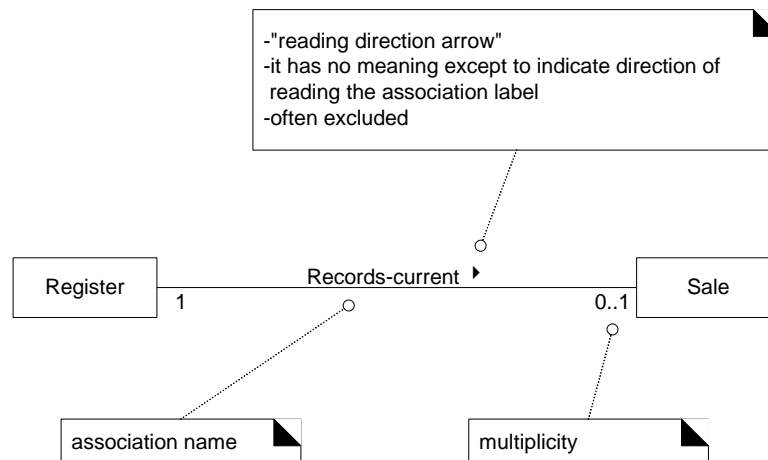 -"reading direction arrow"
-it has no meaning except to indicate direction of
reading the association label
-often excluded
Records-current
Register
Sale
1
0..1
association name
multiplicity